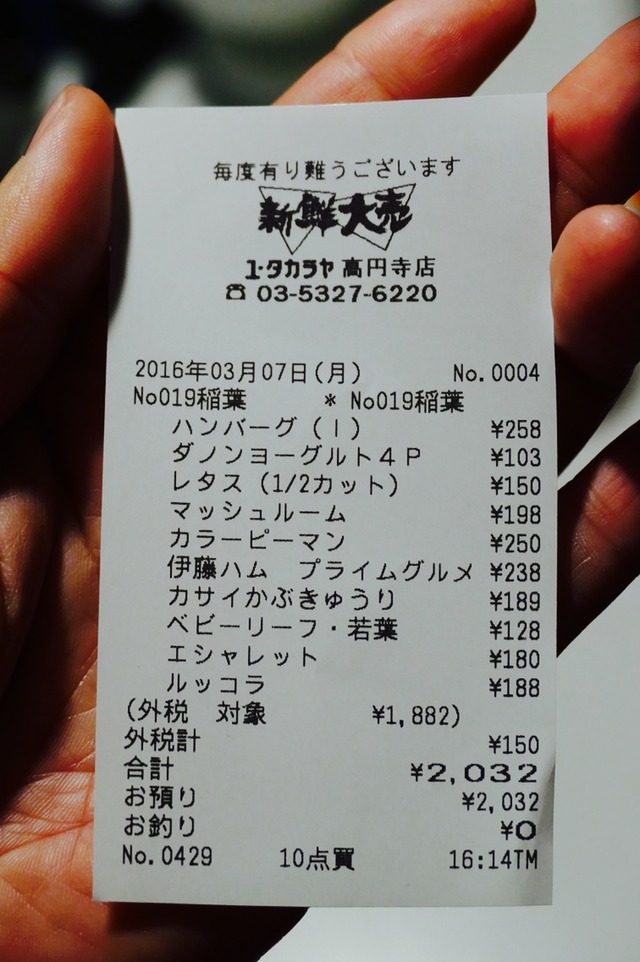 毎度有り難うございます
新鮮大売
ユータカラヤ 高円寺店
☎ 03-5327-6220
2016年03月07日(月) No.0004
No019稲葉 * No019稲葉
ハンバーグ(I) ¥258
ダノンヨーグルト4P ¥103
レタス(1/2カット) ¥150
マッシュルーム ¥198
カラーピーマン ¥250
伊藤ハム プライムグルメ ¥238
カサイかぶきゅうり ¥189
ベビーリーフ・若葉 ¥128
エシャレット ¥180
ルッコラ ¥188
(外税 対象 ¥1,882)
外税計 ¥150
合計 ¥2,032
お預り ¥2,032
お釣り ¥0
No.0429 10点買 16:14TM